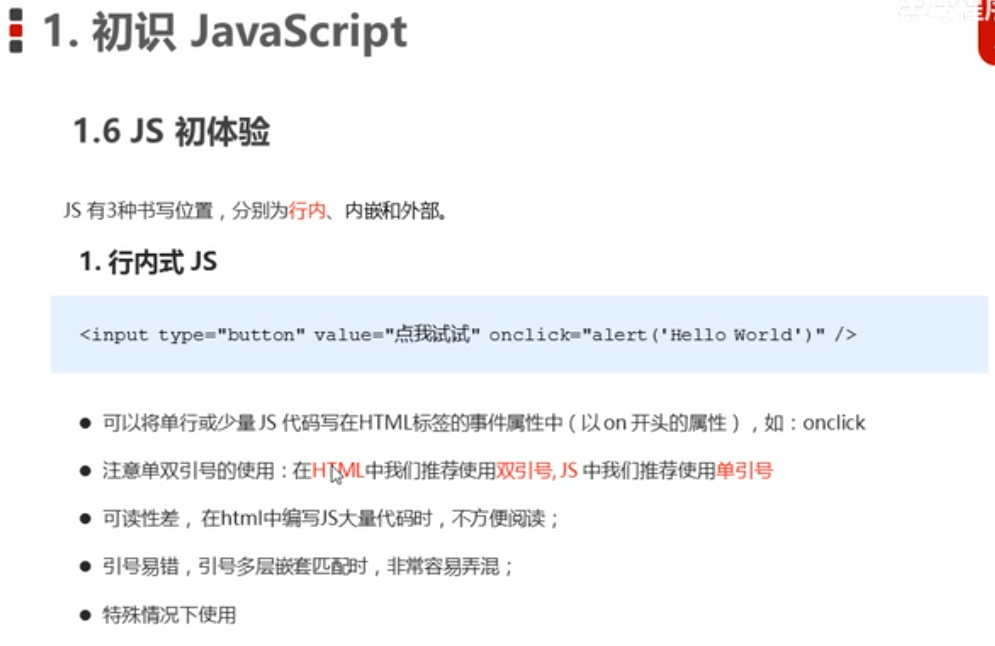 1. 初识 JavaScript
1.6 JS 初体验
JS 有3种书写位置，分别为行内、内嵌和外部。
1. 行内式 JS
<input type="button" value="点我试试" onclick="alert('Hello World')" />
● 可以将单行或少量 JS 代码写在HTML标签的事件属性中（以 on 开头的属性），如：onclick
● 注意单双引号的使用：在HTML中我们推荐使用双引号, JS 中我们推荐使用单引号
● 可读性差， 在html中编写JS大量代码时，不方便阅读；
● 引号易错，引号多层嵌套匹配时，非常容易弄混；
● 特殊情况下使用